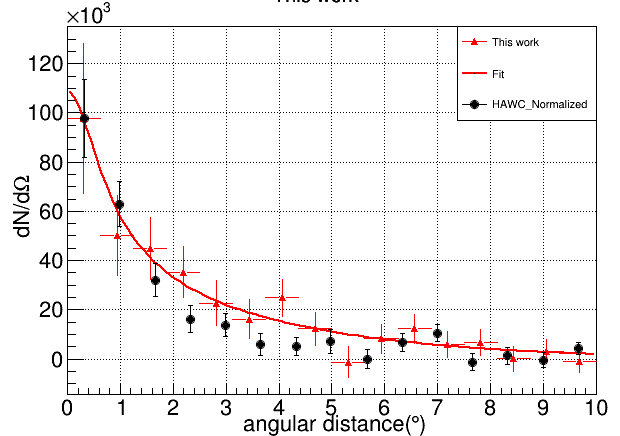 This work
×10³
120
100
80
60
40
20
0
dN/dΩ
This work
Fit
HAWC_Normalized
0 1 2 3 4 5 6 7 8 9 10
angular distance(°)